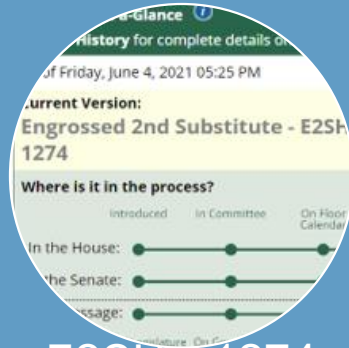 a-Glance
History for complete details o
of Friday, June 4, 2021 05:25 PM
urrent Version:
Engrossed 2nd Substitute - E2SH
1274
Where is it in the process?
Introduced In Committee On Floor
Calendar
In the House:
the Senate:
ssage: